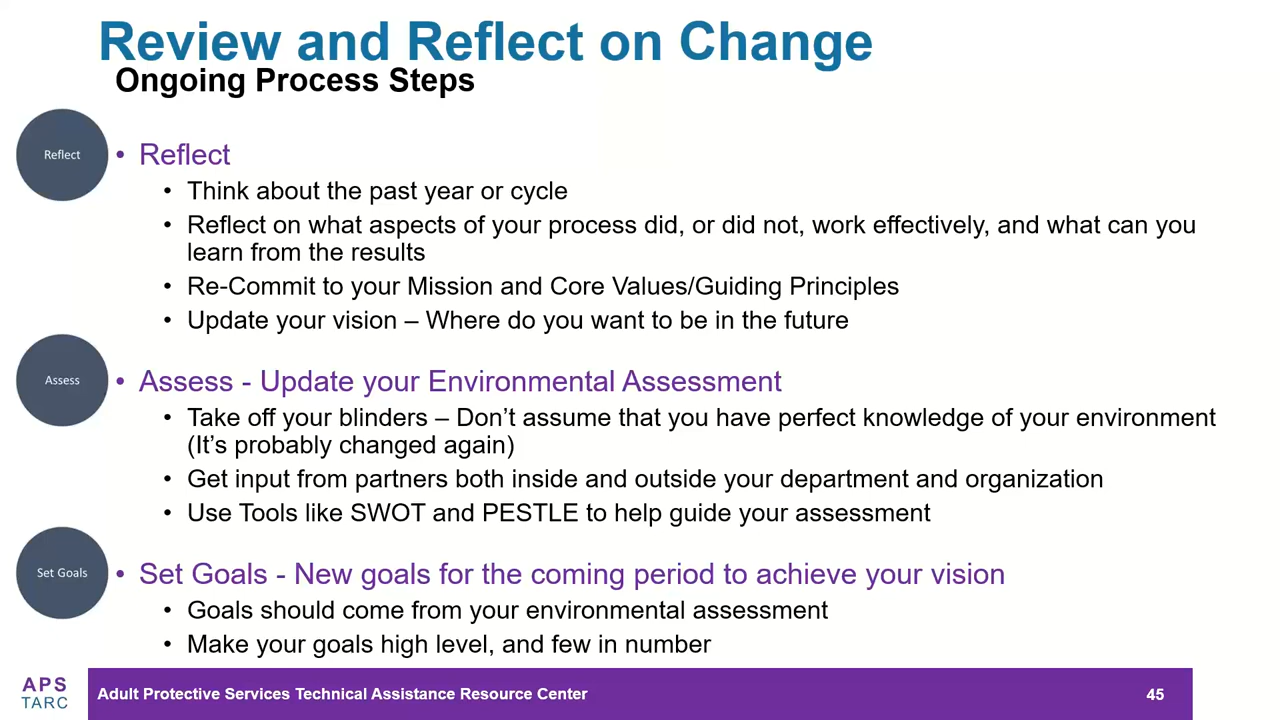 Review and Reflect on Change
Ongoing Process Steps
Reflect
• Reflect
• Think about the past year or cycle
• Reflect on what aspects of your process did, or did not, work effectively, and what can you
learn from the results
• Re-Commit to your Mission and Core Values/Guiding Principles
• Update your vision – Where do you want to be in the future
Assess
• Assess - Update your Environmental Assessment
• Take off your blinders – Don’t assume that you have perfect knowledge of your environment
(It’s probably changed again)
• Get input from partners both inside and outside your department and organization
• Use Tools like SWOT and PESTLE to help guide your assessment
Set Goals
• Set Goals - New goals for the coming period to achieve your vision
• Goals should come from your environmental assessment
• Make your goals high level, and few in number
APS
TARC
Adult Protective Services Technical Assistance Resource Center
45